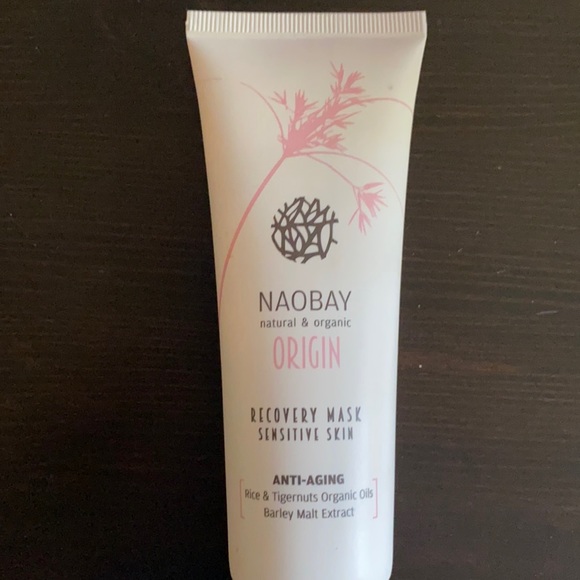 NAOBAY
natural & organic
ORIGIN
RECOVERY MASK
SENSITIVE SKIN
ANTI-AGING
Rice & Tigernuts Organic Oils
Barley Malt Extract